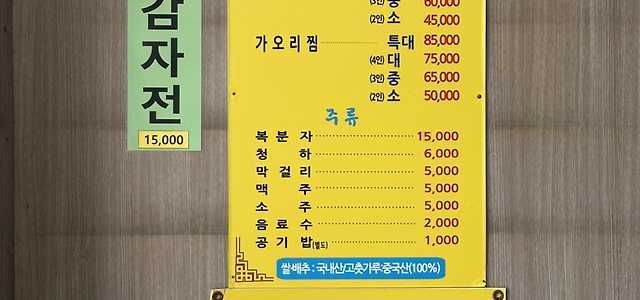 감자전
15,000
(3인) 중 60,000
(2인) 소 45,000
가오리찜 특대 85,000
(4인) 대 75,000
(3인) 중 65,000
(2인) 소 50,000
주류
복분자 15,000
청하 6,000
막걸리 5,000
맥주 5,000
소주 5,000
음료수 2,000
공기밥(별도) 1,000
쌀·배추 : 국내산/고춧가루:중국산(100%)